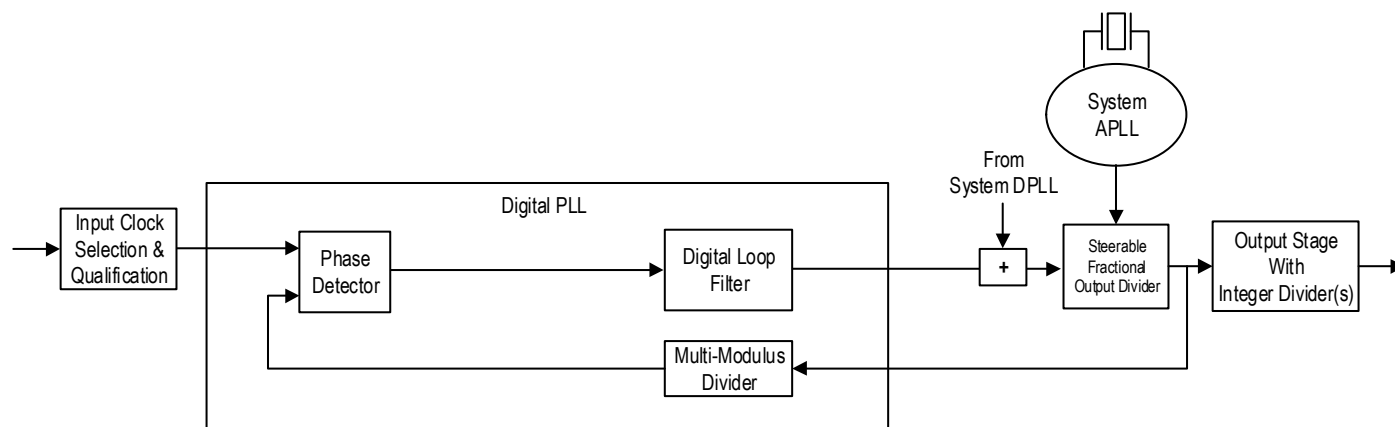 System
APLL
From
System DPLL
Digital PLL
Input Clock
Selection &
Qualification
Phase
Detector
Digital Loop
Filter
+
Steerable
Fractional
Output Divider
Output Stage
With
Integer Divider(s)
Multi-Modulus
Divider